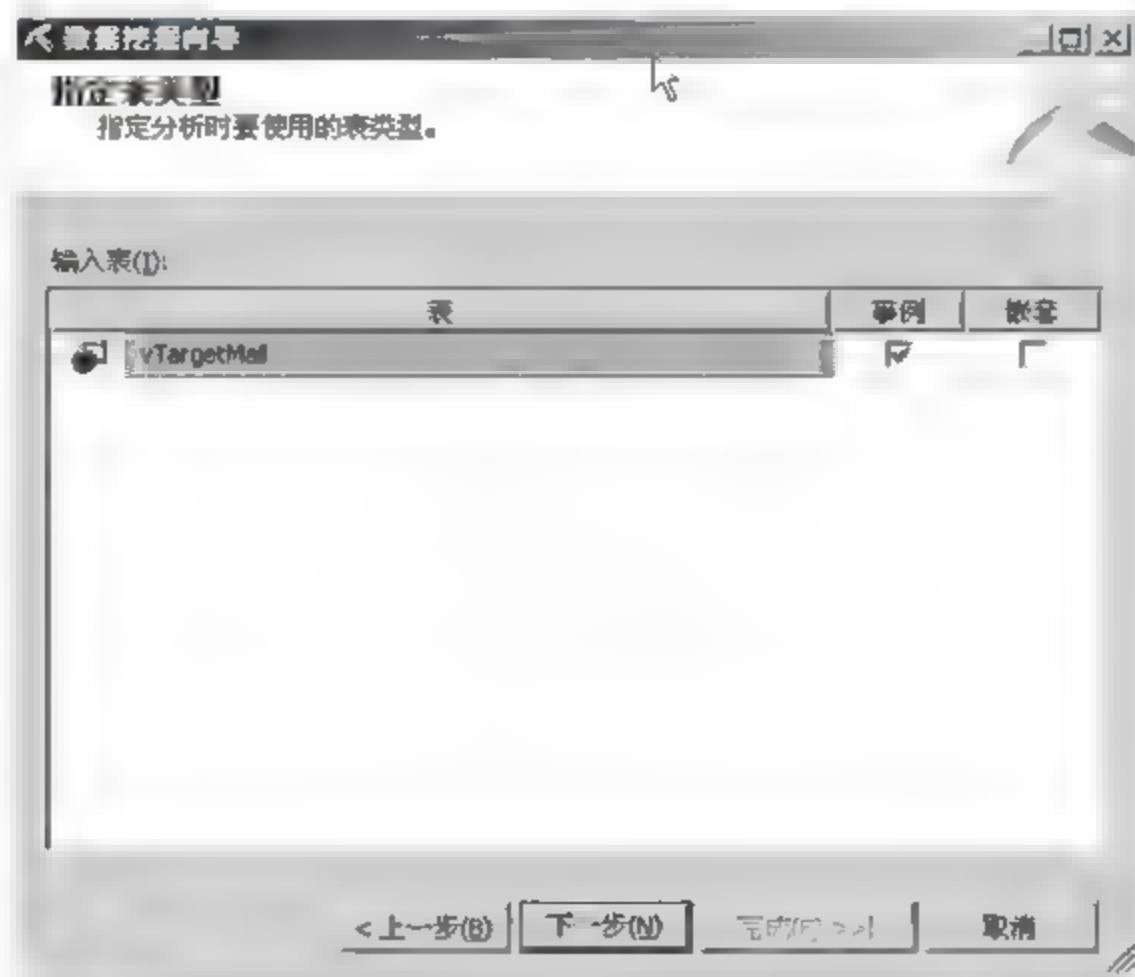 数据挖掘向导
指定表类型
指定分析时要使用的表类型。
输入表(I):
表 事例 嵌套
vTargetMail
< 上一步(B) 下一步(N) 完成(F) >>| 取消